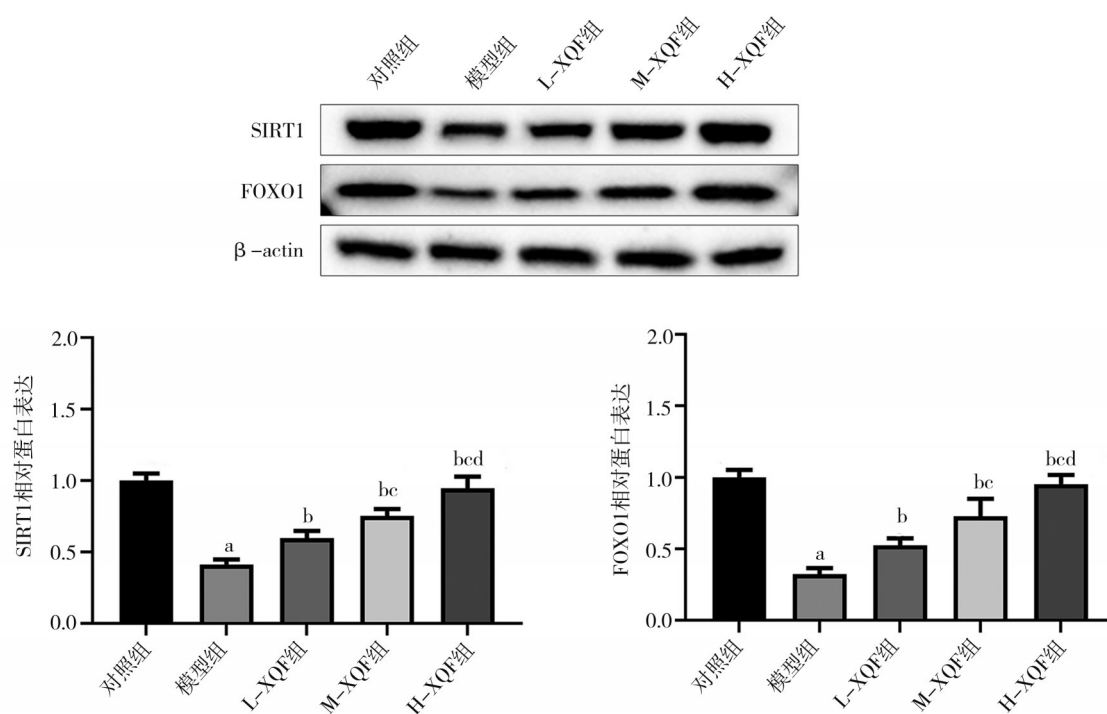 对照组
模型组
L-XQF组
M-XQF组
H-XQF组
SIRT1
FOXO1
β-actin
SIRT1相对蛋白表达
2.0
1.5
1.0
0.5
0.0
a
b
bc
bcd
对照组
模型组
L-XQF组
M-XQF组
H-XQF组
FOXO1相对蛋白表达
2.0
1.5
1.0
0.5
0.0
a
b
bc
bcd
对照组
模型组
L-XQF组
M-XQF组
H-XQF组